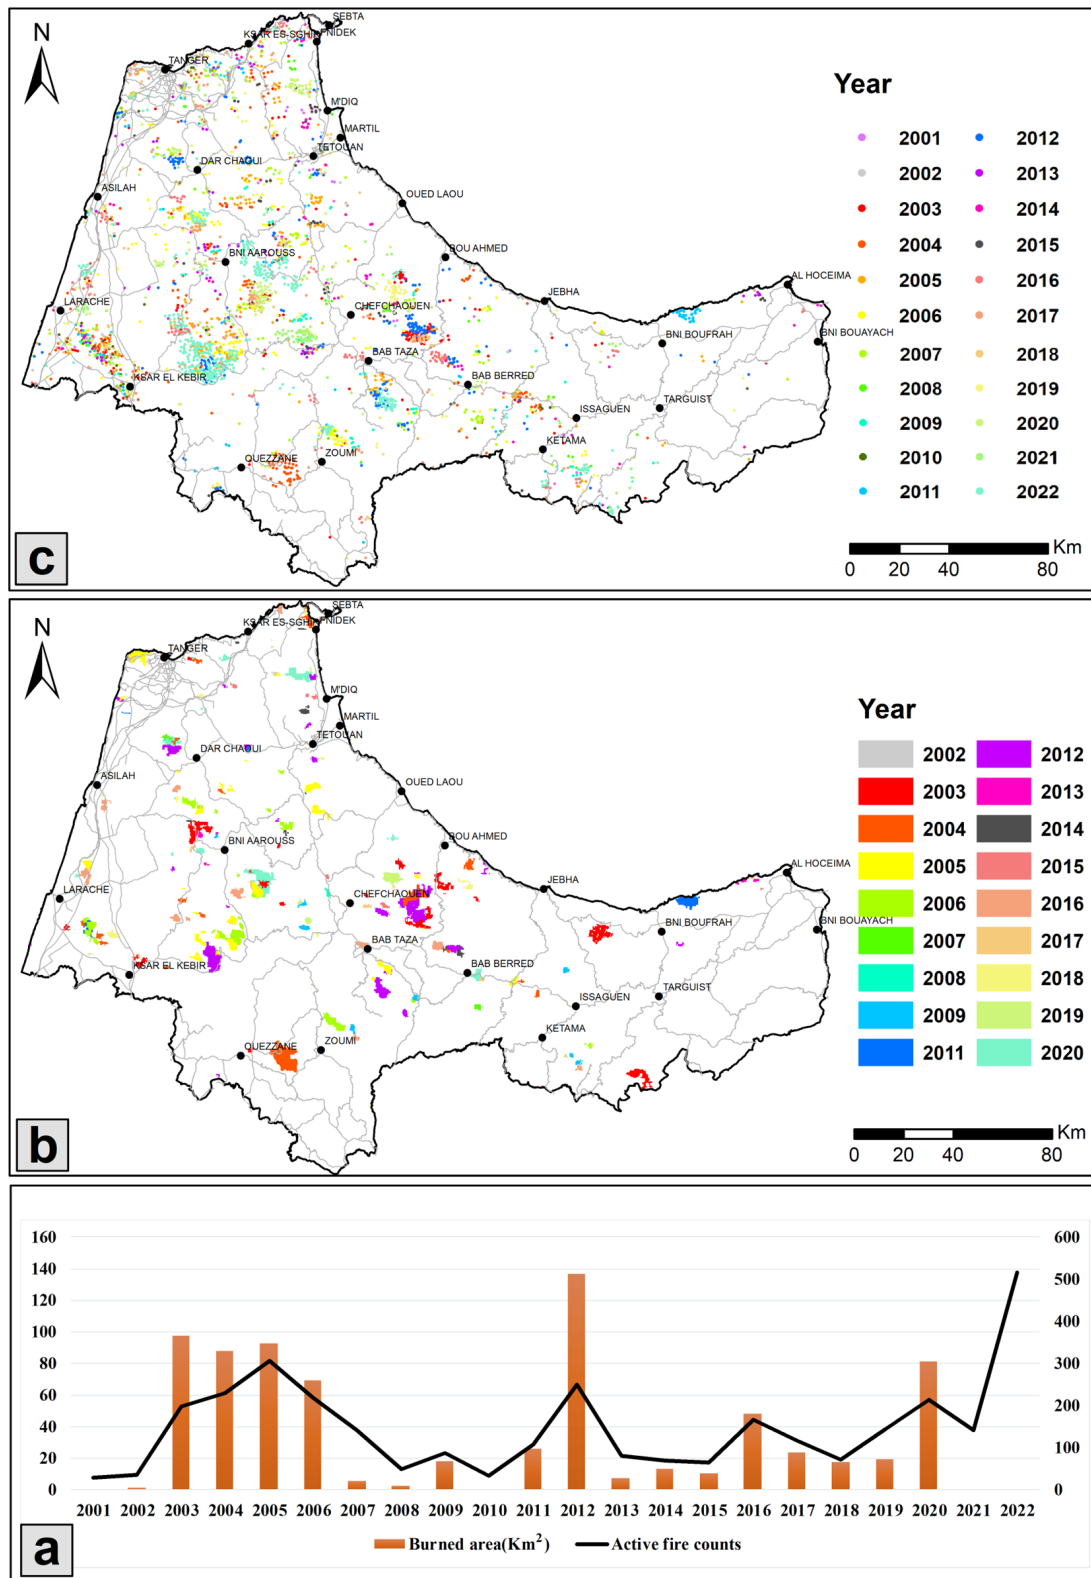 N
SEBTA
KSAR ES-SGHIR
FNIDEK
TANGER
M'DIQ
MARTIL
TETOUAN
DAR CHAOUI
ASILAH
OUED LAOU
BOU AHMED
BNI AAROUSS
AL HOCEIMA
JEBHA
LARACHE
CHEFCHAOUEN
BNI BOUFRAH
BNI BOUAYACH
BAB TAZA
KSAR EL KEBIR
BAB BERRED
TARGUIST
ISSAGUEN
KETAMA
OUEZZANE
ZOUMI
Year
2001 2012
2002 2013
2003 2014
2004 2015
2005 2016
2006 2017
2007 2018
2008 2019
2009 2020
2010 2021
2011 2022
Km
0 20 40 80
c
N
SEBTA
KSAR ES-SGHIR
FNIDEK
TANGER
M'DIQ
MARTIL
TETOUAN
DAR CHAOUI
ASILAH
OUED LAOU
BOU AHMED
BNI AAROUSS
AL HOCEIMA
JEBHA
LARACHE
CHEFCHAOUEN
BNI BOUFRAH
BNI BOUAYACH
BAB TAZA
KSAR EL KEBIR
BAB BERRED
TARGUIST
ISSAGUEN
KETAMA
OUEZZANE
ZOUMI
Year
2002 2012
2003 2013
2004 2014
2005 2015
2006 2016
2007 2017
2008 2018
2009 2019
2011 2020
Km
0 20 40 80
b
160 600
140 500
120
100 400
80 300
60
40 200
20 100
0 0
2001 2002 2003 2004 2005 2006 2007 2008 2009 2010 2011 2012 2013 2014 2015 2016 2017 2018 2019 2020 2021 2022
Burned area(Km²) Active fire counts
a